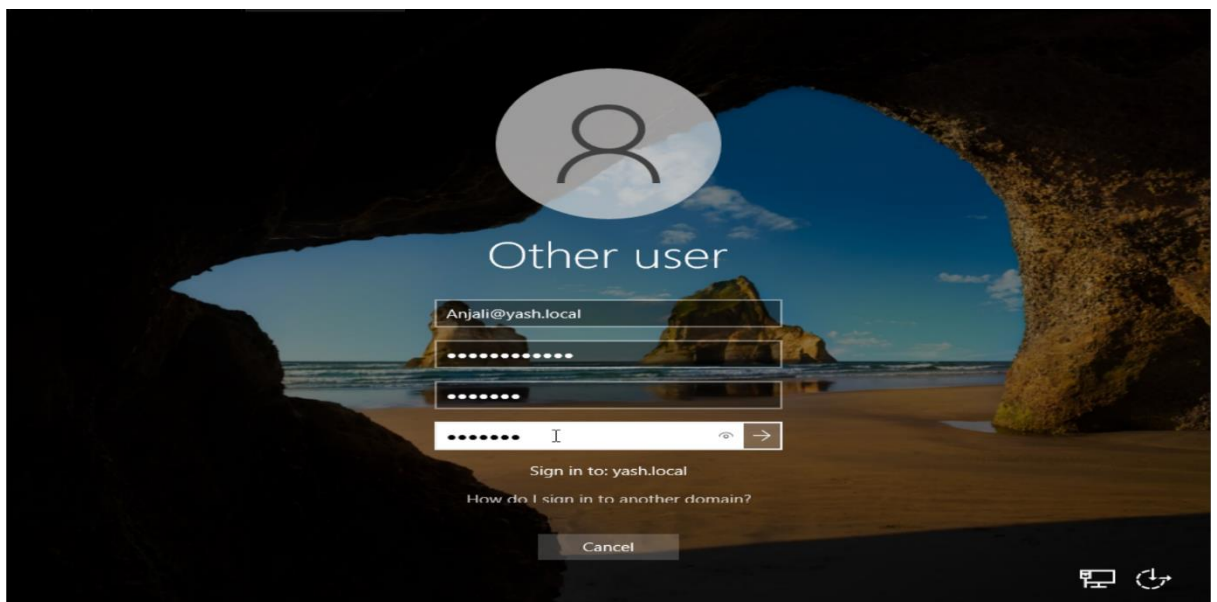 Other user
Anjali@yash.local
••••••••••••
•••••••
•••••••
Sign in to: yash.local
How do I sign in to another domain?
Cancel